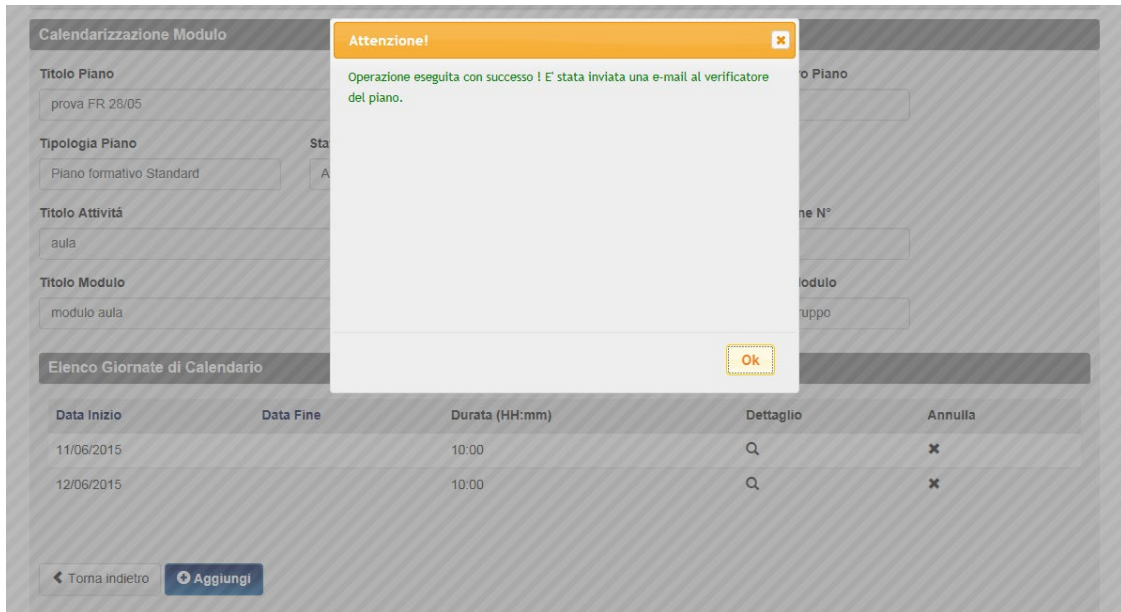 Calendarizzazione Modulo
Attenzione!
Titolo Piano
Operazione eseguita con successo ! E' stata inviata una e-mail al verificatore
del piano.
o Piano
prova FR 28/05
Tipologia Piano Sta
Piano formativo Standard A
Titolo Attivitá ne N°
aula
Titolo Modulo odulo
modulo aula ruppo
Ok
Elenco Giornate di Calendario
Data Inizio Data Fine Durata (HH:mm) Dettaglio Annulla
11/06/2015 10:00
12/06/2015 10:00
Torna indietro Aggiungi